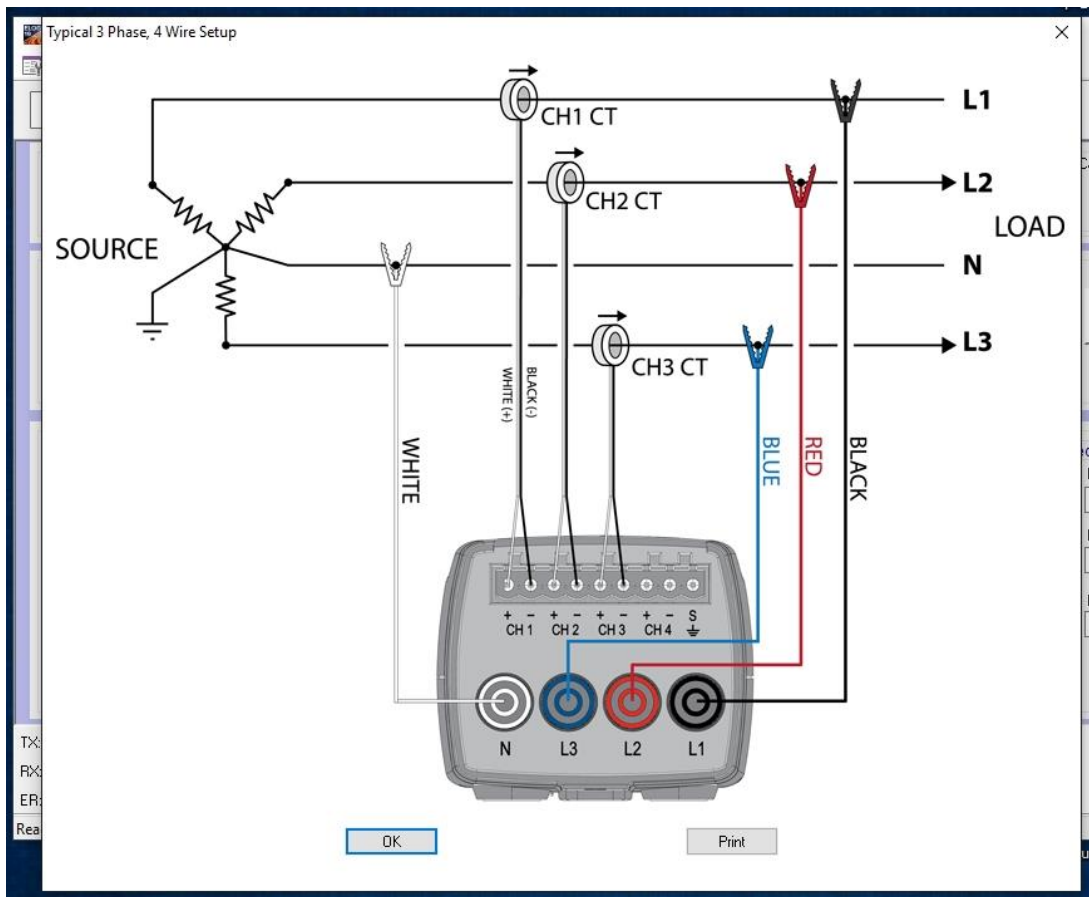 Typical 3 Phase, 4 Wire Setup
CH1 CT
L1
CH2 CT
L2
SOURCE
LOAD
N
CH3 CT
L3
WHITE (+)
BLACK (-)
WHITE
BLUE
RED
BLACK
+ - + - + - + - S
CH 1 CH 2 CH 3 CH 4
N L3 L2 L1
TX:
RX:
ER:
Rea
OK
Print